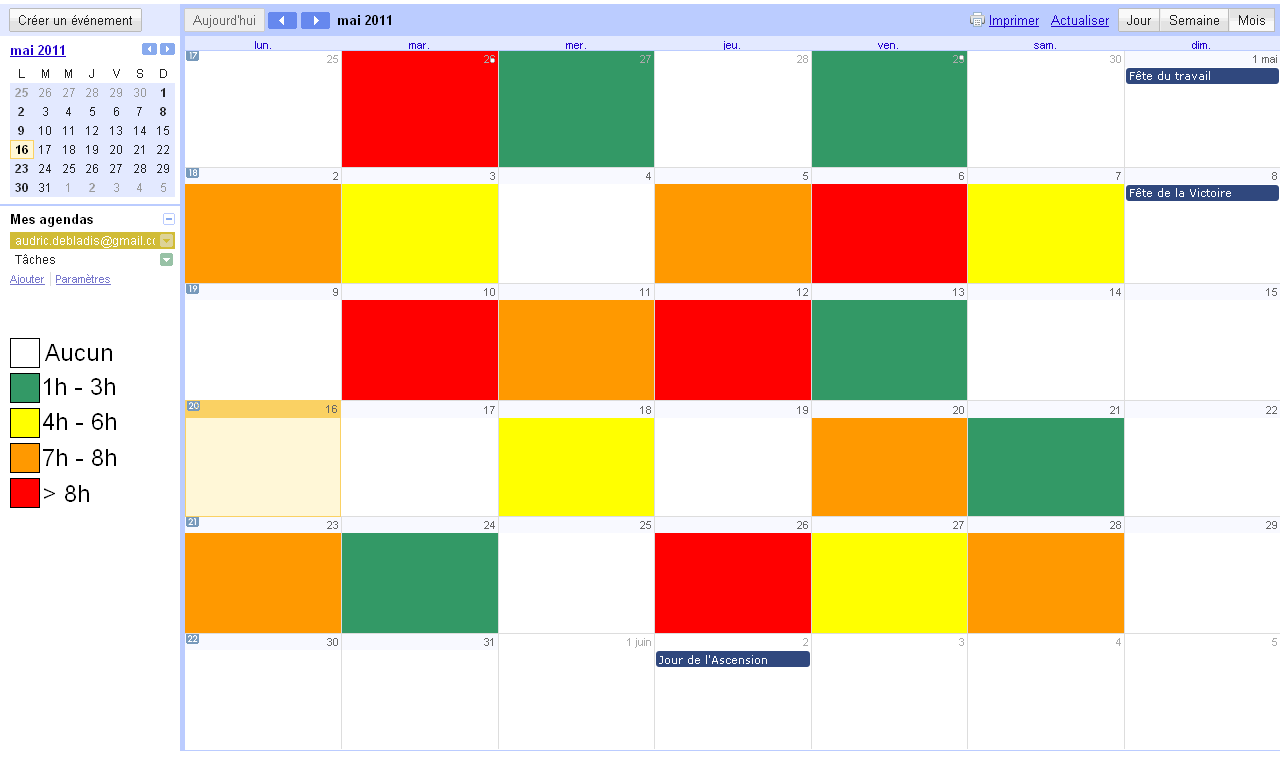 Créer un événement
Aujourd'hui mai 2011 Imprimer Actualiser Jour Semaine Mois
mai 2011
L M M J V S D
25 26 27 28 29 30 1
2 3 4 5 6 7 8
9 10 11 12 13 14 15
16 17 18 19 20 21 22
23 24 25 26 27 28 29
30 31 1 2 3 4 5
Mes agendas
audric.debladis@gmail.cc
Tâches
Ajouter Paramètres
Aucun
1h - 3h
4h - 6h
7h - 8h
> 8h
lun. mar. mer. jeu. ven. sam. dim.
17 25 26 27 28 29 30 1 mai
Fête du travail
18 2 3 4 5 6 7 8
Fête de la Victoire
19 9 10 11 12 13 14 15
20 16 17 18 19 20 21 22
21 23 24 25 26 27 28 29
22 30 31 1 juin 2 3 4 5
Jour de l'Ascension